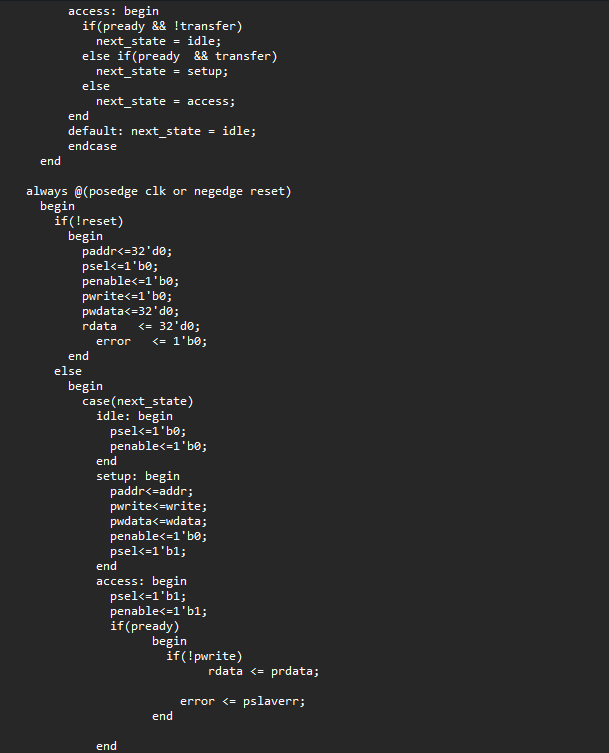 access: begin
if(pready && !transfer)
next_state = idle;
else if(pready  && transfer)
next_state = setup;
else
next_state = access;
end
default: next_state = idle;
endcase
end
always @(posedge clk or negedge reset)
begin
if(!reset)
begin
paddr<=32'd0;
psel<=1'b0;
penable<=1'b0;
pwrite<=1'b0;
pwdata<=32'd0;
rdata   <= 32'd0;
error   <= 1'b0;
end
else
begin
case(next_state)
idle: begin
psel<=1'b0;
penable<=1'b0;
end
setup: begin
paddr<=addr;
pwrite<=write;
pwdata<=wdata;
penable<=1'b0;
psel<=1'b1;
end
access: begin
psel<=1'b1;
penable<=1'b1;
if(pready)
begin
if(!pwrite)
rdata <= prdata;
error <= pslaverr;
end
end